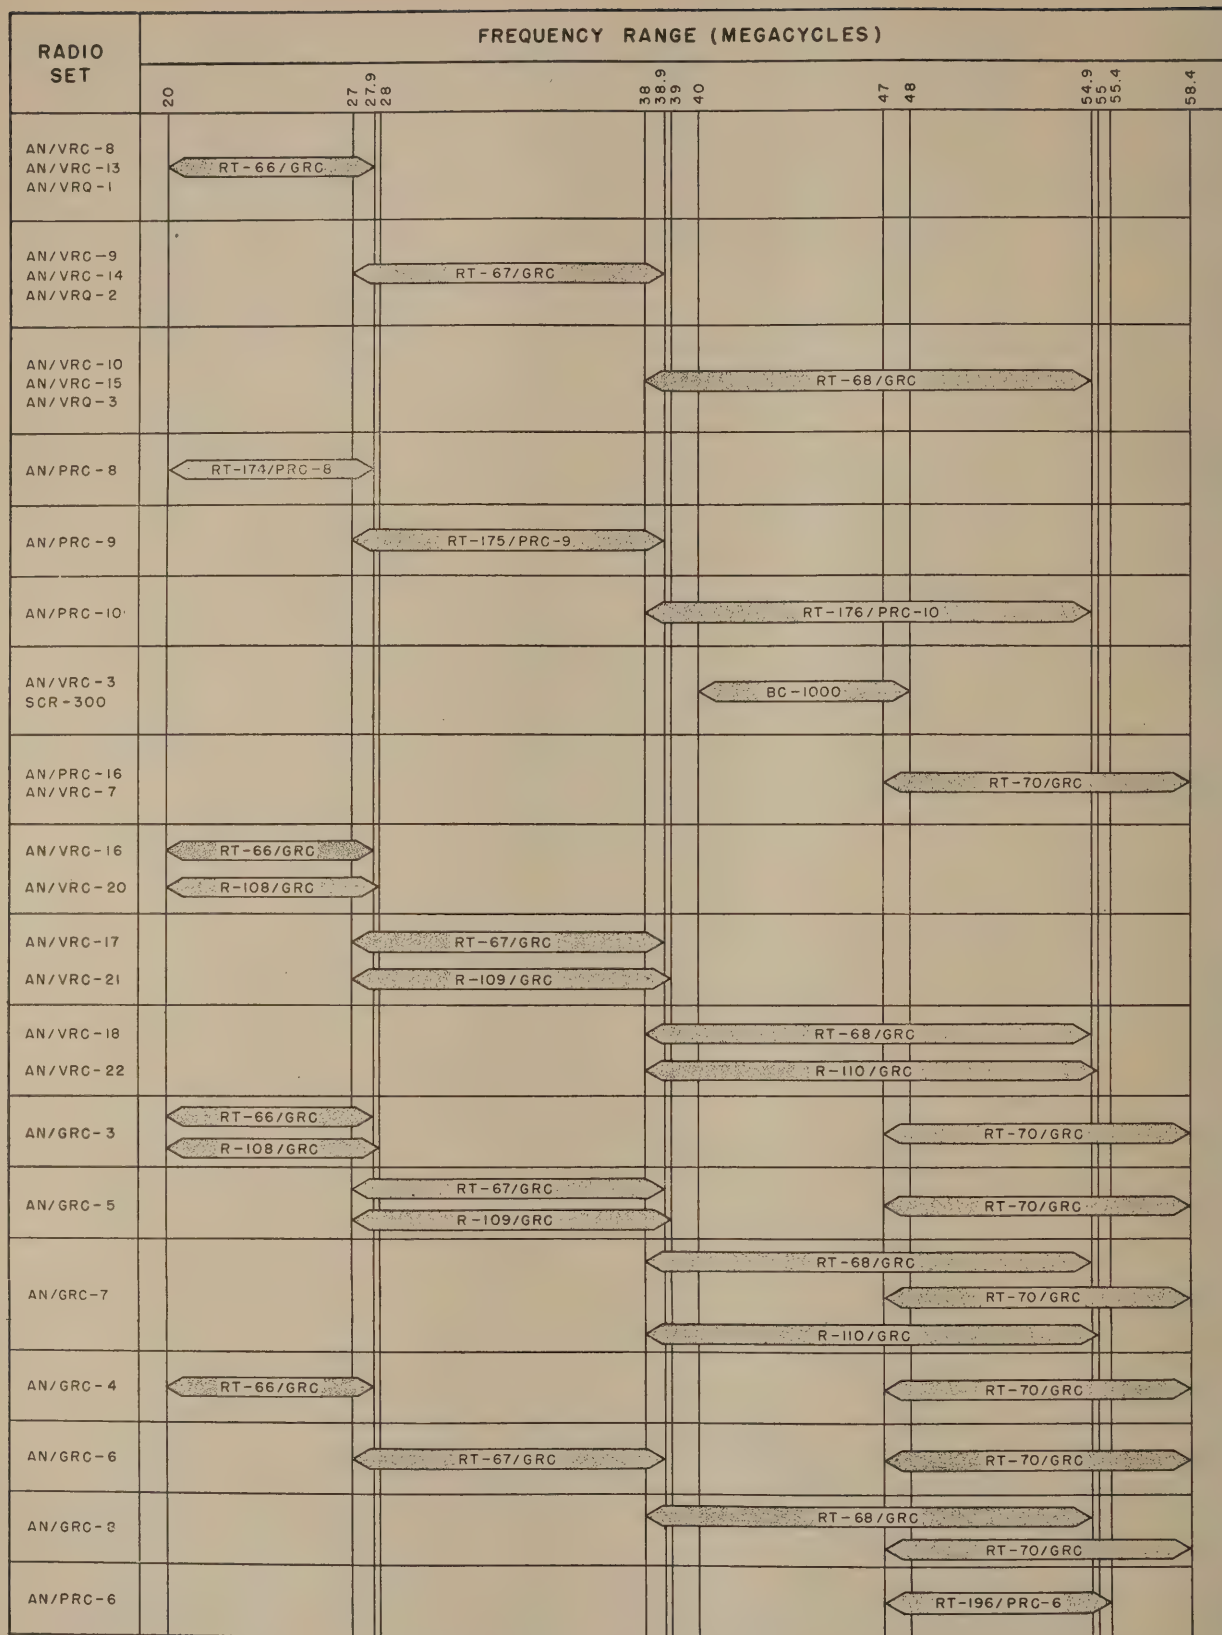 RADIO SET
FREQUENCY RANGE (MEGACYCLES)
20
27
27.9
28
38
38.9
39
40
47
48
54.9
55
55.4
58.4
AN/VRC-8
AN/VRC-13
AN/VRQ-1
RT-66/GRC
AN/VRC-9
AN/VRC-14
AN/VRQ-2
RT-67/GRC
AN/VRC-10
AN/VRC-15
AN/VRQ-3
RT-68/GRC
AN/PRC-8
RT-174/PRC-8
AN/PRC-9
RT-175/PRC-9
AN/PRC-10
RT-176/PRC-10
AN/VRC-3
SCR-300
BC-1000
AN/PRC-16
AN/VRC-7
RT-70/GRC
AN/VRC-16
RT-66/GRC
AN/VRC-20
R-108/GRC
AN/VRC-17
RT-67/GRC
AN/VRC-21
R-109/GRC
AN/VRC-18
RT-68/GRC
AN/VRC-22
R-110/GRC
AN/GRC-3
RT-66/GRC
R-108/GRC
RT-70/GRC
AN/GRC-5
RT-67/GRC
R-109/GRC
RT-70/GRC
AN/GRC-7
RT-68/GRC
RT-70/GRC
R-110/GRC
AN/GRC-4
RT-66/GRC
RT-70/GRC
AN/GRC-6
RT-67/GRC
RT-70/GRC
AN/GRC-8
RT-68/GRC
RT-70/GRC
AN/PRC-6
RT-196/PRC-6